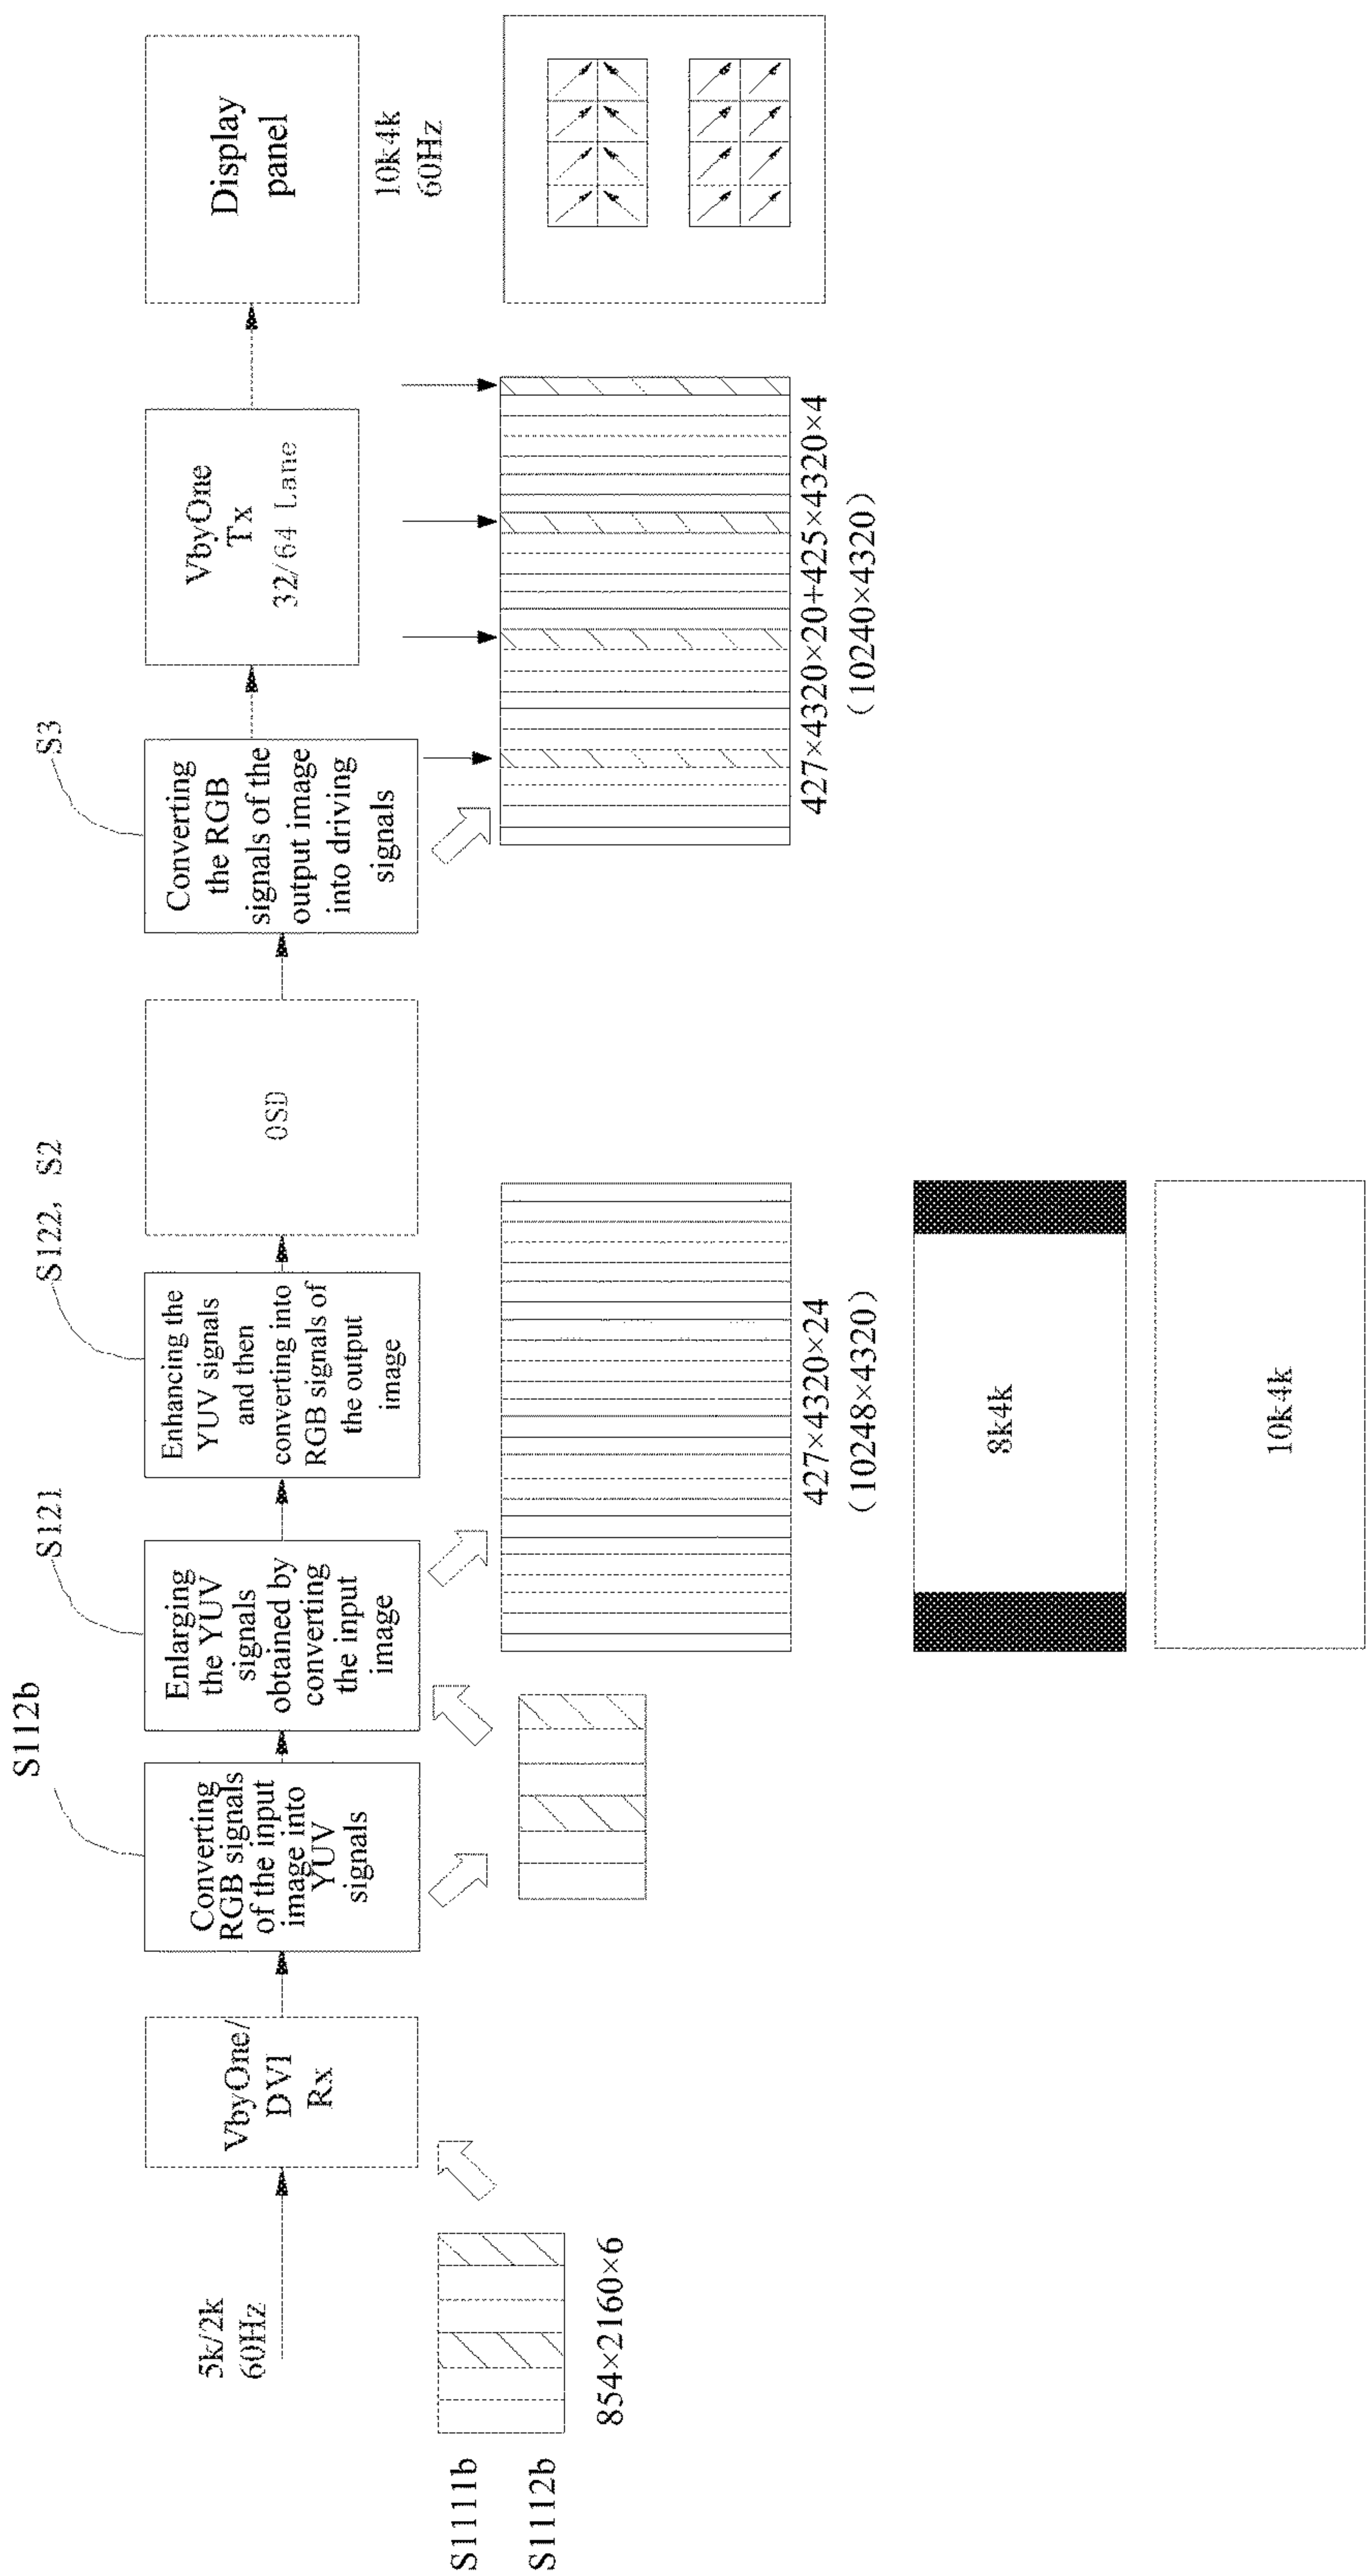 S1111b
S1112b
5k/2k
60Hz
854×2160×6
VbyOne/
DVI
Rx
S112b
Converting
RGB signals
of the input
image into
YUV
signals
S121
Enlarging
the YUV
signals
obtained by
converting
the input
image
S122, S2
Enhancing the
YUV signals
and then
converting into
RGB signals of
the output
image
427×4320×24
(10248×4320)
8k4k
10k4k
OSD
S3
Converting
the RGB
signals of the
output image
into driving
signals
427×4320×20+425×4320×4
(10240×4320)
VbyOne
Tx
32/64 Lane
Display
panel
10k4k
60Hz